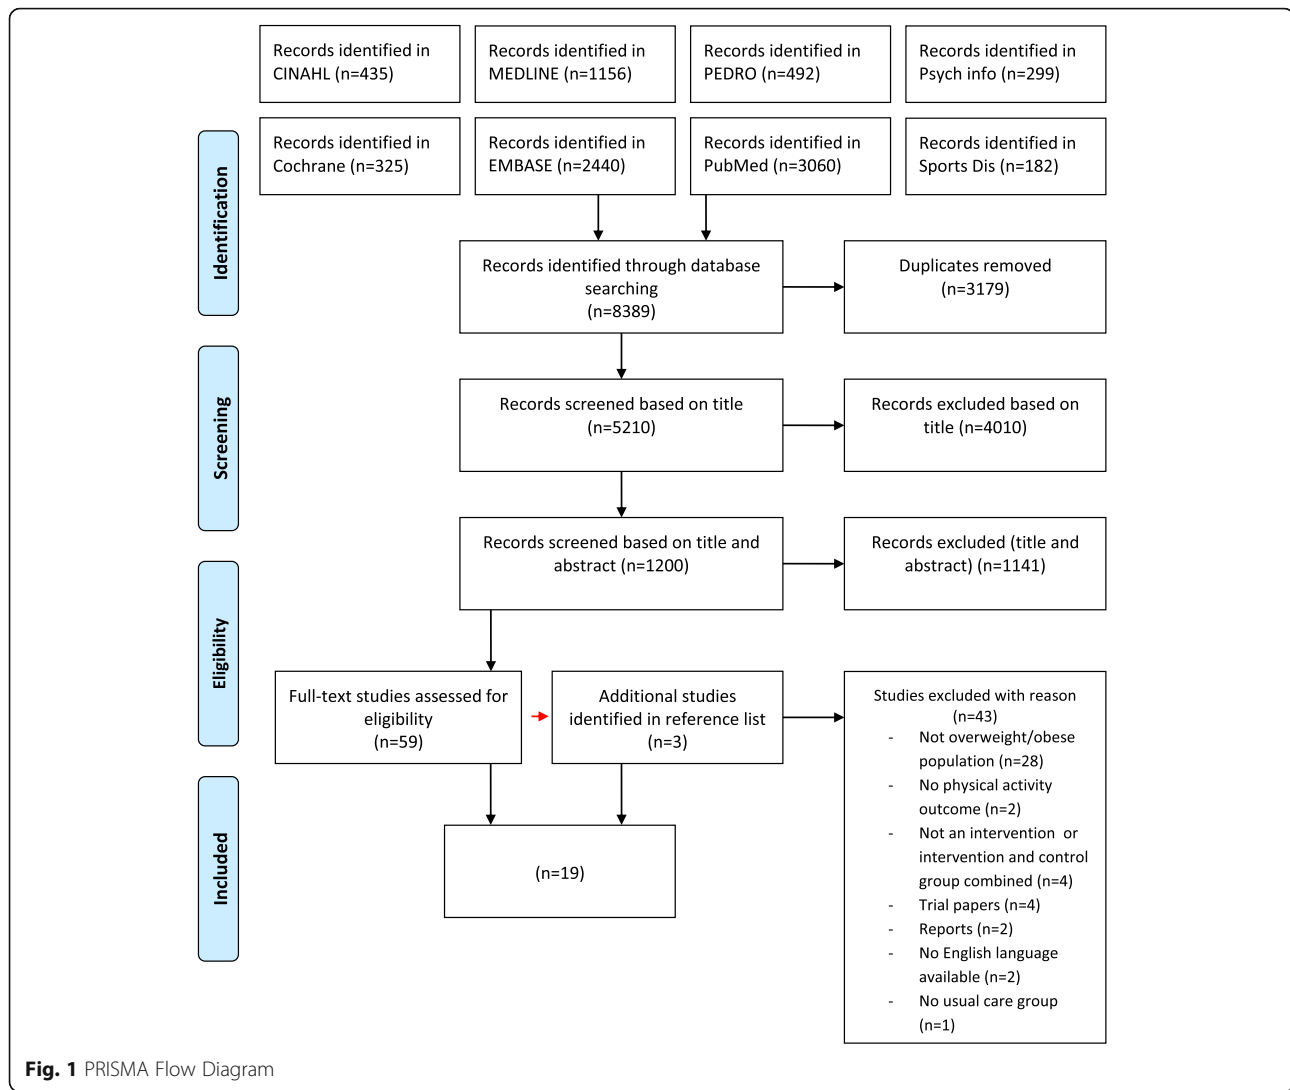 Records identified in
CINAHL (n=435)
Records identified in
MEDLINE (n=1156)
Records identified in
PEDRO (n=492)
Records identified in
Psych info (n=299)
Identification
Records identified in
Cochrane (n=325)
Records identified in
EMBASE (n=2440)
Records identified in
PubMed (n=3060)
Records identified in
Sports Dis (n=182)
Records identified through database
searching
(n=8389)
Duplicates removed
(n=3179)
Screening
Records screened based on title
(n=5210)
Records excluded based on
title (n=4010)
Records screened based on title and
abstract (n=1200)
Records excluded (title and
abstract) (n=1141)
Eligibility
Full-text studies assessed for
eligibility
(n=59)
Additional studies
identified in reference list
(n=3)
Studies excluded with reason
(n=43)
- Not overweight/obese
population (n=28)
- No physical activity
outcome (n=2)
- Not an intervention or
intervention and control
group combined (n=4)
- Trial papers (n=4)
- Reports (n=2)
- No English language
available (n=2)
- No usual care group
(n=1)
Included
(n=19)
Fig. 1 PRISMA Flow Diagram